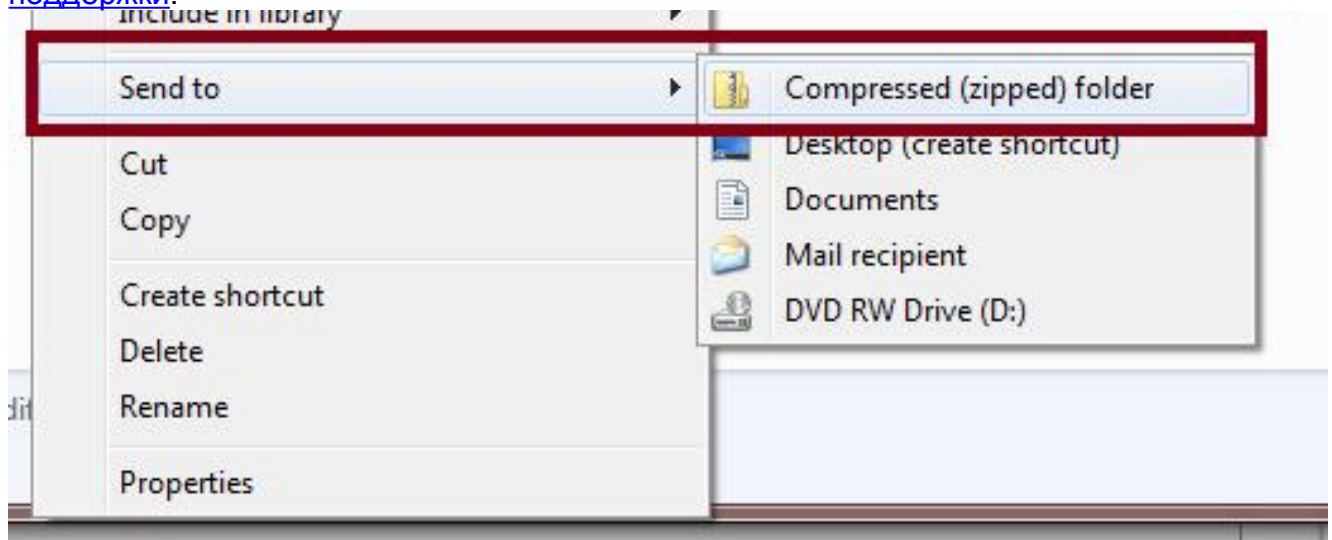 поддержки.
Include in library
Send to
Compressed (zipped) folder
Desktop (create shortcut)
Cut
Documents
Copy
Mail recipient
Create shortcut
DVD RW Drive (D:)
Delete
Rename
Properties